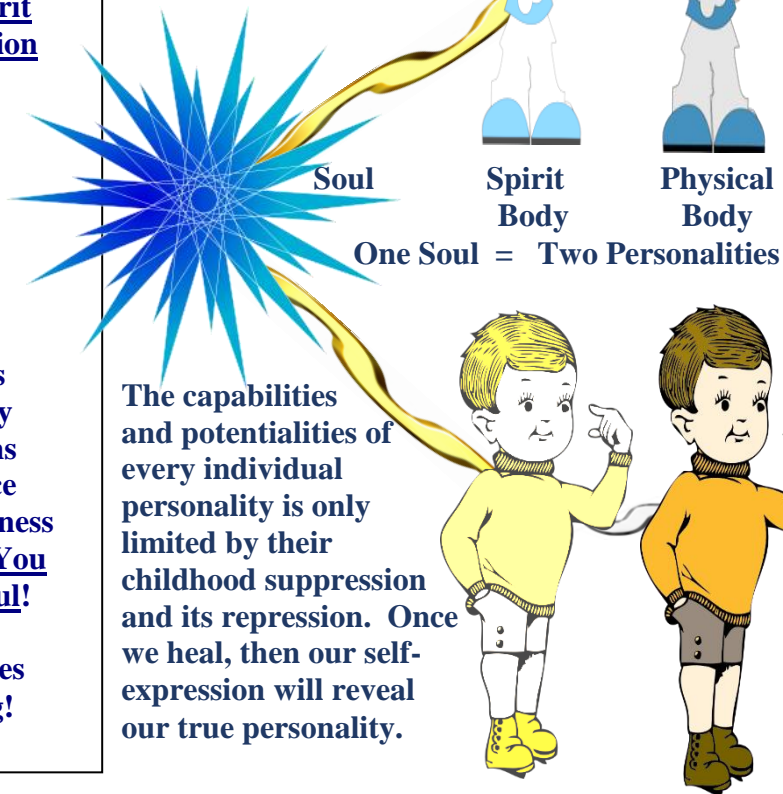 Soul Spirit Physical
Body Body
One Soul = Two Personalities
The capabilities
and potentialities of
every individual
personality is only
limited by their
childhood suppression
and its repression. Once
we heal, then our self-
expression will reveal
our true personality.
You